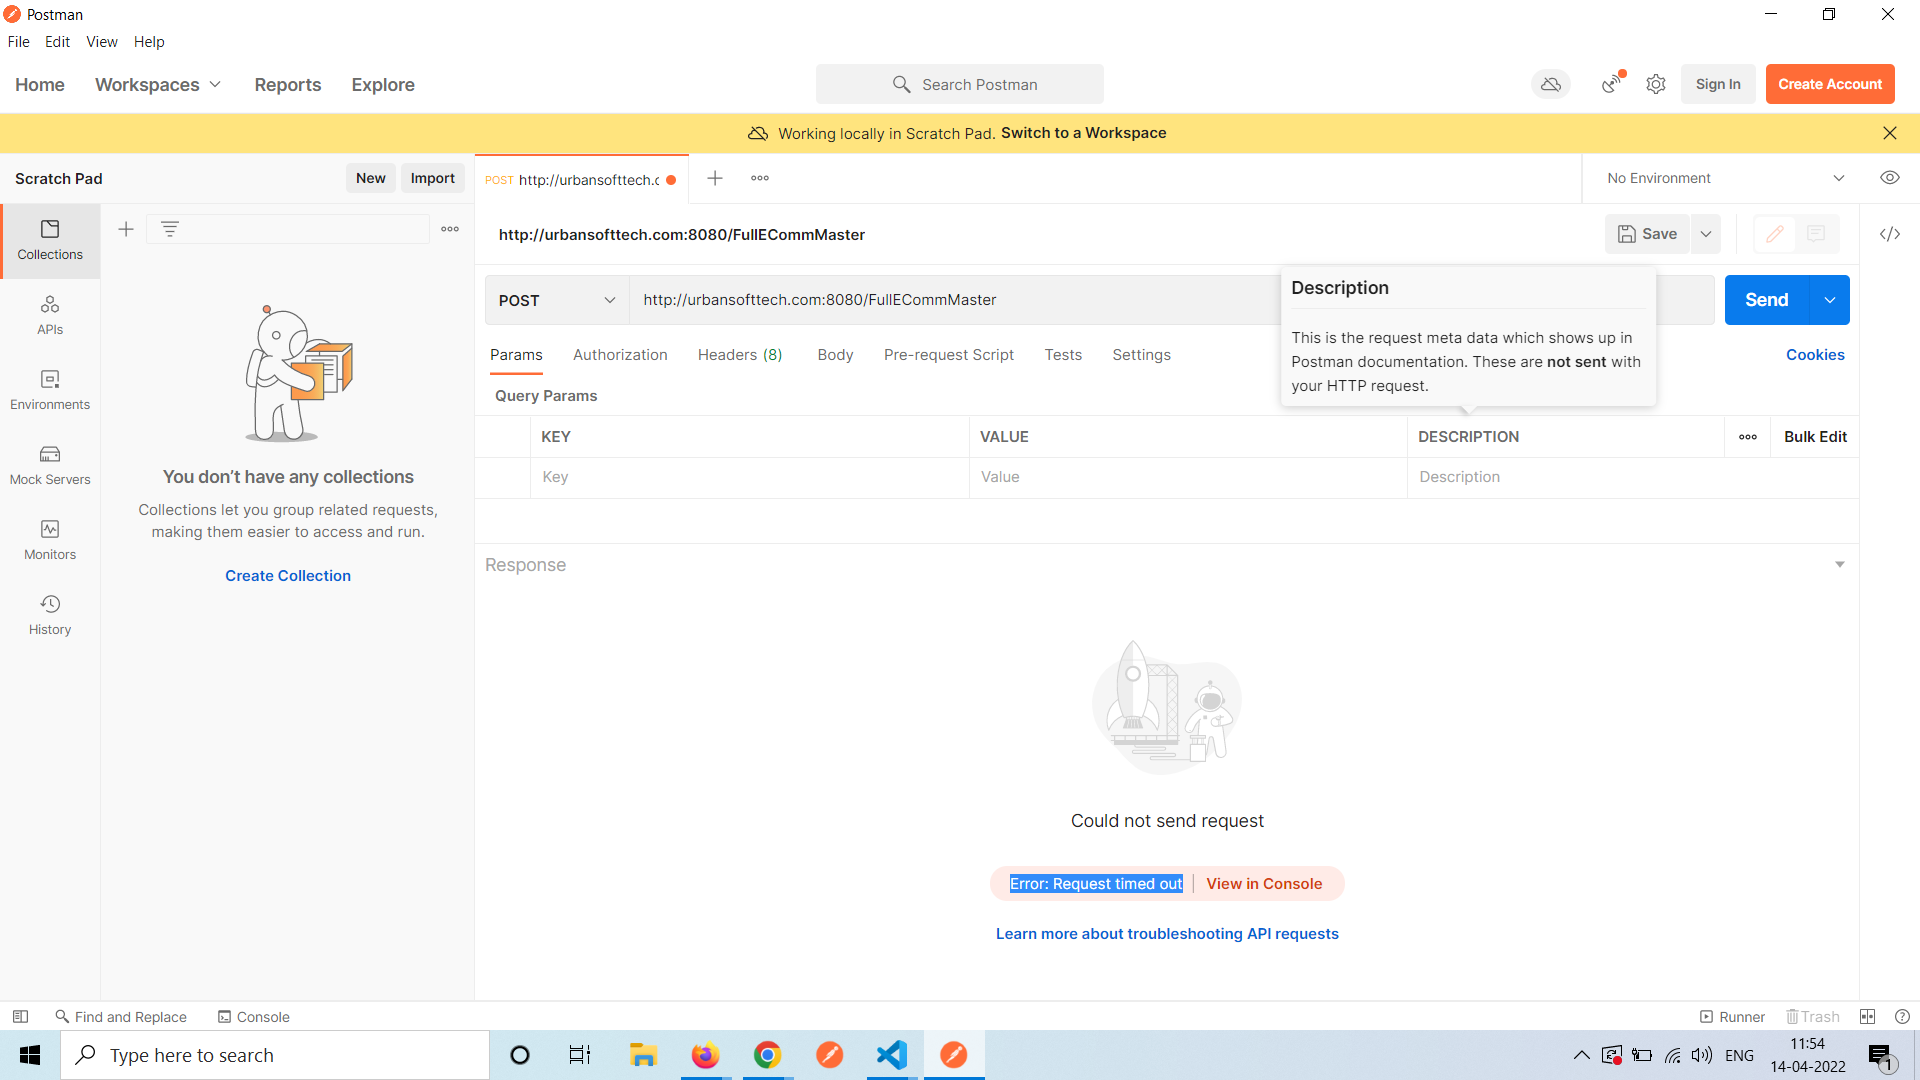 Postman
File Edit View Help
Home Workspaces Reports Explore Search Postman Sign In Create Account
Working locally in Scratch Pad. Switch to a Workspace
Scratch Pad New Import POST http://urbansofttech.c No Environment
http://urbansofttech.com:8080/FullECommMaster Save
POST http://urbansofttech.com:8080/FullECommMaster Send
Description
This is the request meta data which shows up in
Postman documentation. These are not sent with
your HTTP request.
Params Authorization Headers (8) Body Pre-request Script Tests Settings Cookies
Query Params
KEY VALUE DESCRIPTION Bulk Edit
Key Value Description
Collections
APIs
Environments
Mock Servers
Monitors
History
You don't have any collections
Collections let you group related requests,
making them easier to access and run.
Create Collection
Response
Could not send request
Error: Request timed out View in Console
Learn more about troubleshooting API requests
Find and Replace Console Runner Trash
Type here to search ENG 11:54
14-04-2022 1